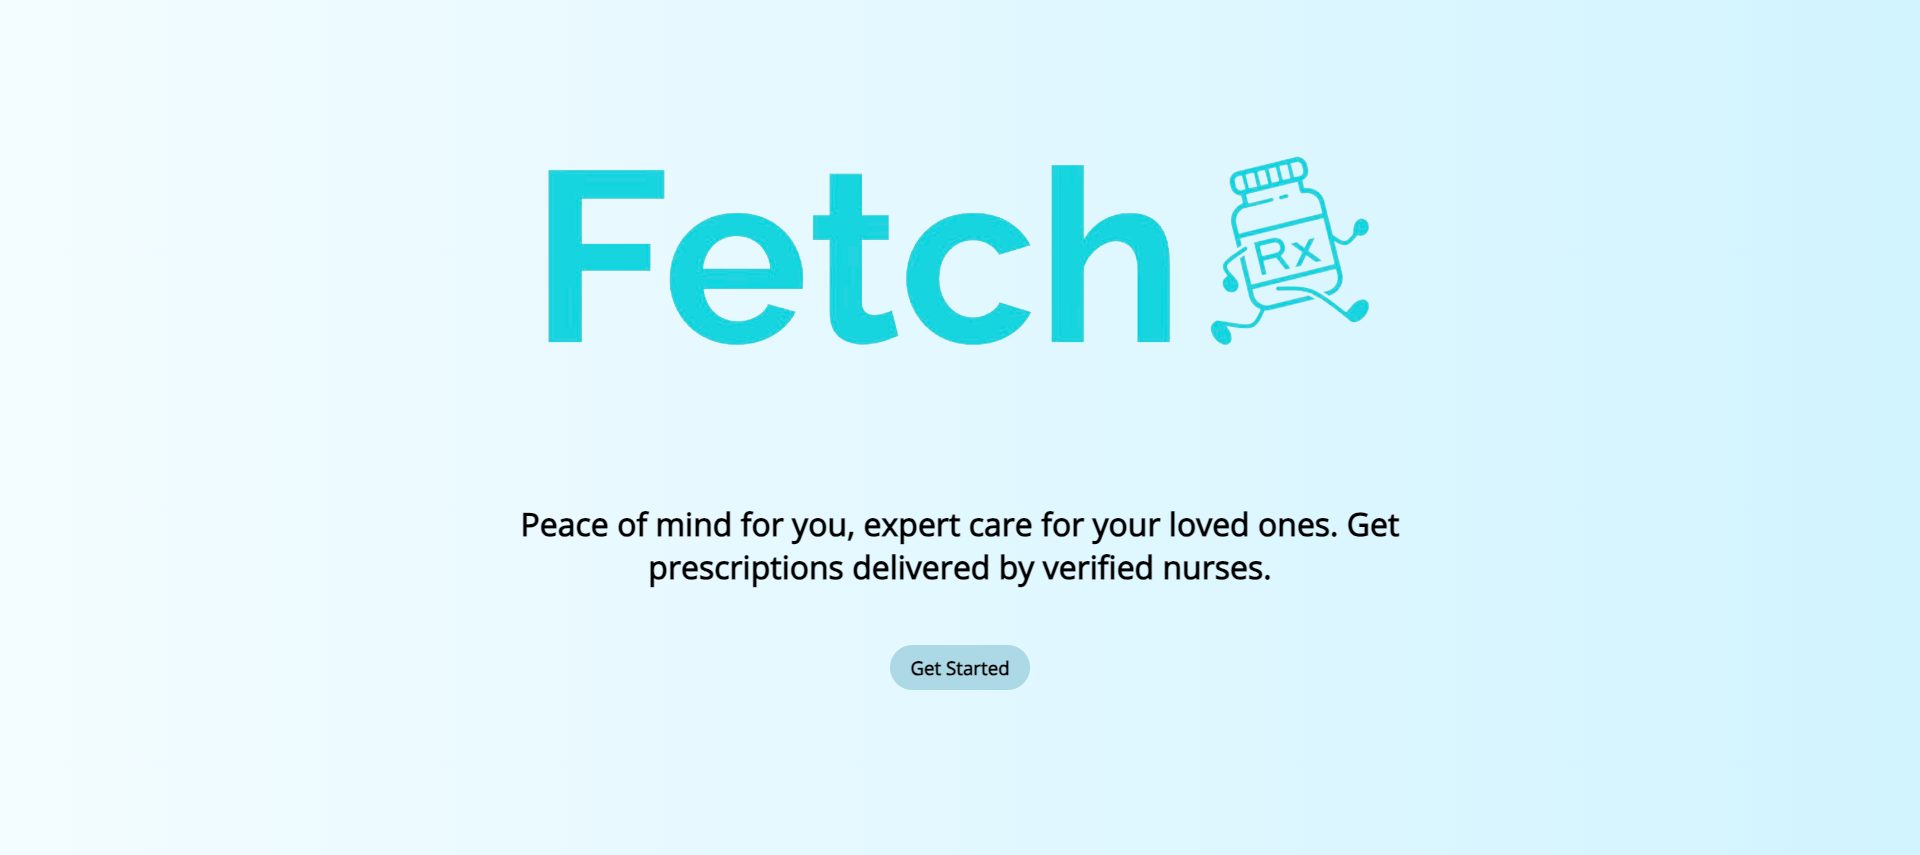 Fetch
Rx
Peace of mind for you, expert care for your loved ones. Get
prescriptions delivered by verified nurses.
Get Started